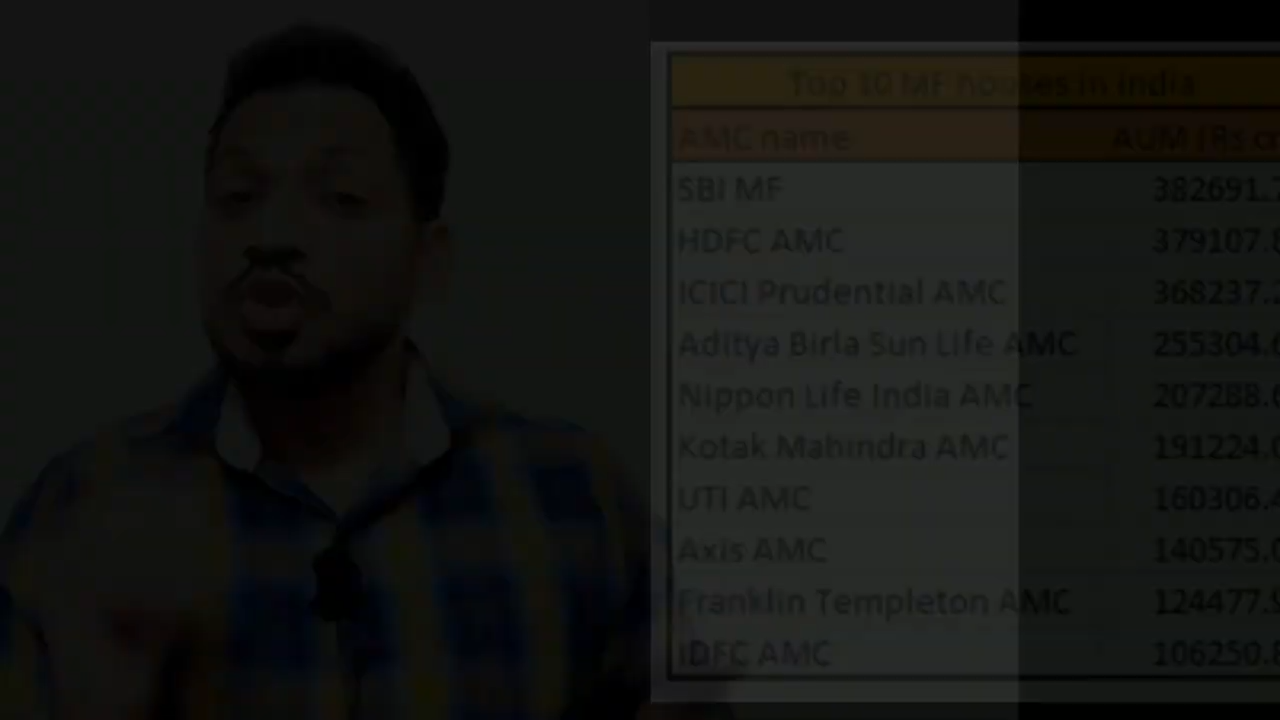 Top 10 MF houses in India
AMC name AUM (Rs
SBI MF 382691.
HDFC AMC 379107.
ICICI Prudential AMC 368237.
Aditya Birla Sun Life AMC 255304.
Nippon Life India AMC 207288.
Kotak Mahindra AMC 191224.
UTI AMC 160306.
Axis AMC 140575.
Franklin Templeton AMC 124477.
IDFC AMC 106250.